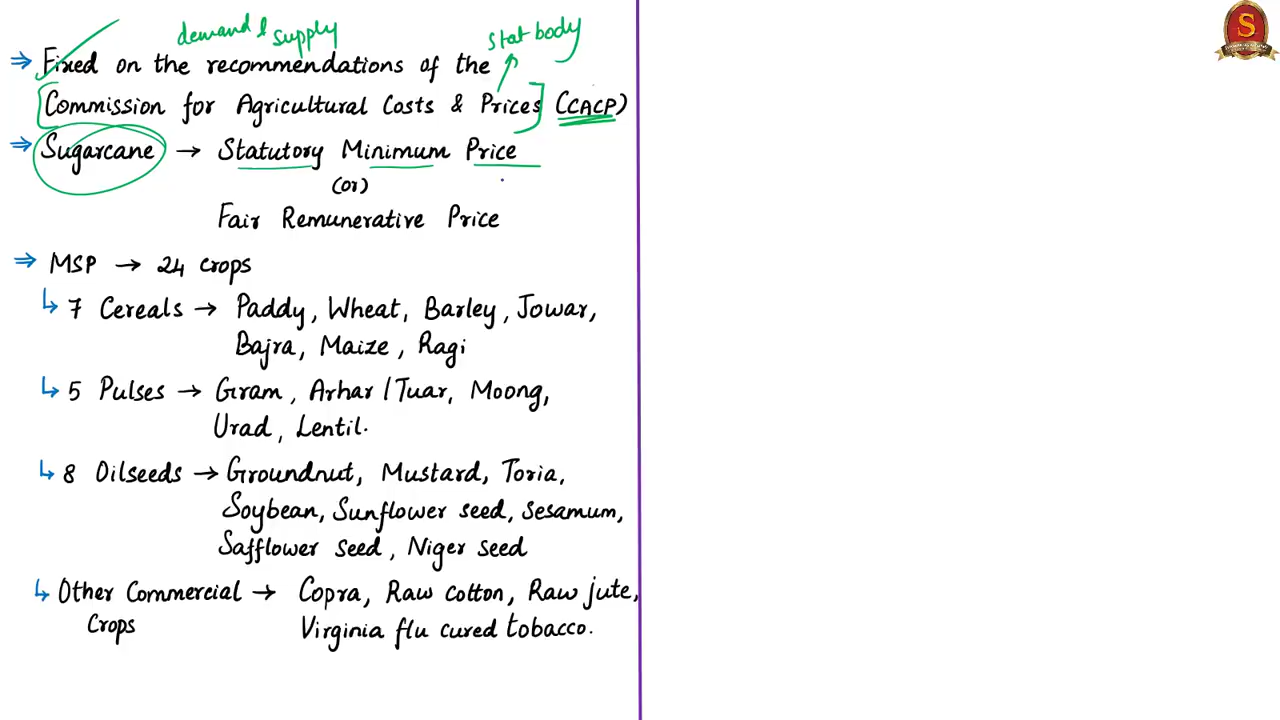 demand & supply
stat body
⇒ Fixed on the recommendations of the
Commission for Agricultural Costs & Prices (CACP)
⇒ Sugarcane → Statutory Minimum Price
(or)
Fair Remunerative Price
⇒ MSP → 24 crops
↳ 7 Cereals → Paddy, Wheat, Barley, Jowar,
Bajra, Maize, Ragi
↳ 5 Pulses → Gram, Arhar/Tuar, Moong,
Urad, Lentil.
↳ 8 Oilseeds → Groundnut, Mustard, Toria,
Soybean, Sunflower seed, Sesamum,
Safflower seed, Niger seed
↳ Other Commercial → Copra, Raw cotton, Raw jute,
Crops Virginia flu cured tobacco.
S